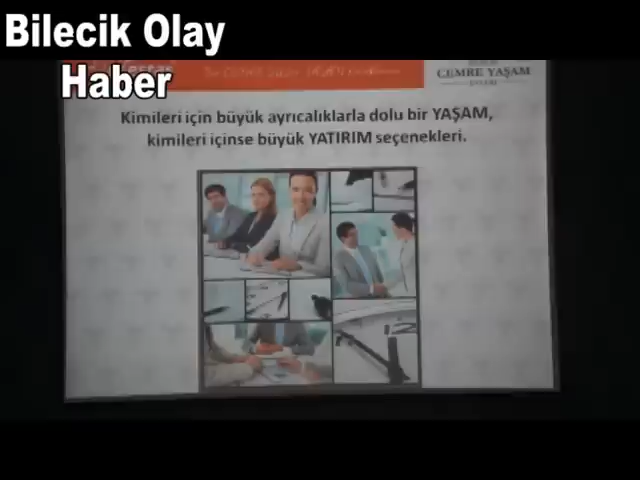 Bilecik Olay
Haber
CEMRE YAŞAM
Kimileri için büyük ayrıcalıklarla dolu bir YAŞAM,
kimileri içinse büyük YATIRIM seçenekleri.